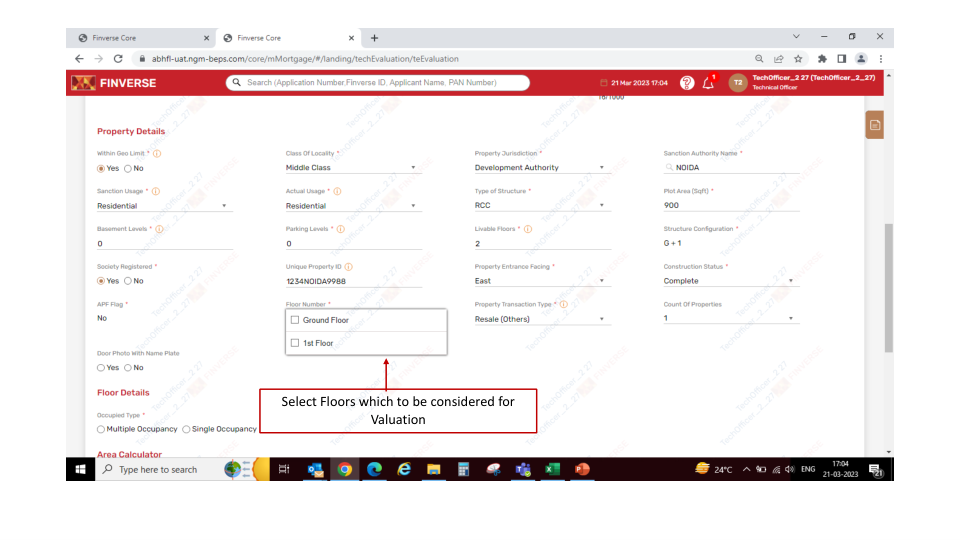 Finverse Core
Finverse Core
abhfl-uat.ngm-beps.com/core/mMortgage/#/landing/techEvaluation/teEvaluation
FINVERSE
Search (Application Number,Finverse ID, Applicant Name, PAN Number)
21 Mar 2023 17:04
1
T2
TechOfficer_2 27 (TechOfficer_2_27)
Technical Officer
16/1000
Property Details
Within Geo Limit * Class Of Locality * Property Jurisdiction * Sanction Authority Name *
Yes No Middle Class Development Authority NOIDA
Sanction Usage * Actual Usage * Type of Structure * Plot Area (Sqft) *
Residential Residential RCC 900
Basement Levels * Parking Levels * Livable Floors * Structure Configuration *
0 0 2 G + 1
Society Registered * Unique Property ID Property Entrance Facing * Construction Status *
Yes No 1234NOIDA9988 East Complete
APF Flag * Floor Number * Property Transaction Type * Count Of Properties
No Ground Floor Resale (Others) 1
1st Floor
Door Photo With Name Plate
Yes No
Floor Details
Select Floors which to be considered for
Valuation
Occupied Type *
Multiple Occupancy Single Occupancy
Area Calculator
Type here to search
24°C ENG 17:04
21-03-2023
21